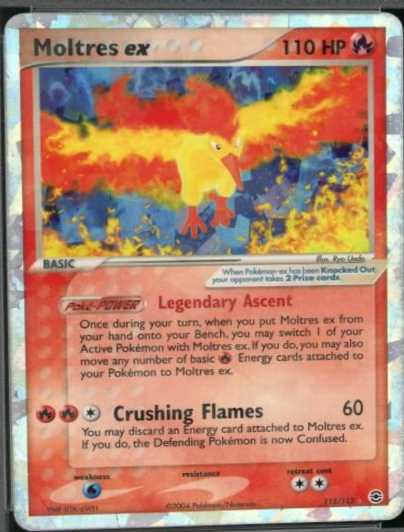 Moltres ex 110 HP
BASIC
Illus. Ryo Ueda
When Pokémon-ex has been Knocked Out,
your opponent takes 2 Prize cards.
Poké-POWER Legendary Ascent
Once during your turn, when you put Moltres ex from
your hand onto your Bench, you may switch 1 of your
Active Pokémon with Moltres ex. If you do, you may also
move any number of basic Energy cards attached to
your Pokémon to Moltres ex.
Crushing Flames 60
You may discard an Energy card attached to Moltres ex.
If you do, the Defending Pokémon is now Confused.
weakness resistance retreat cost
©2004 Pokémon/Nintendo